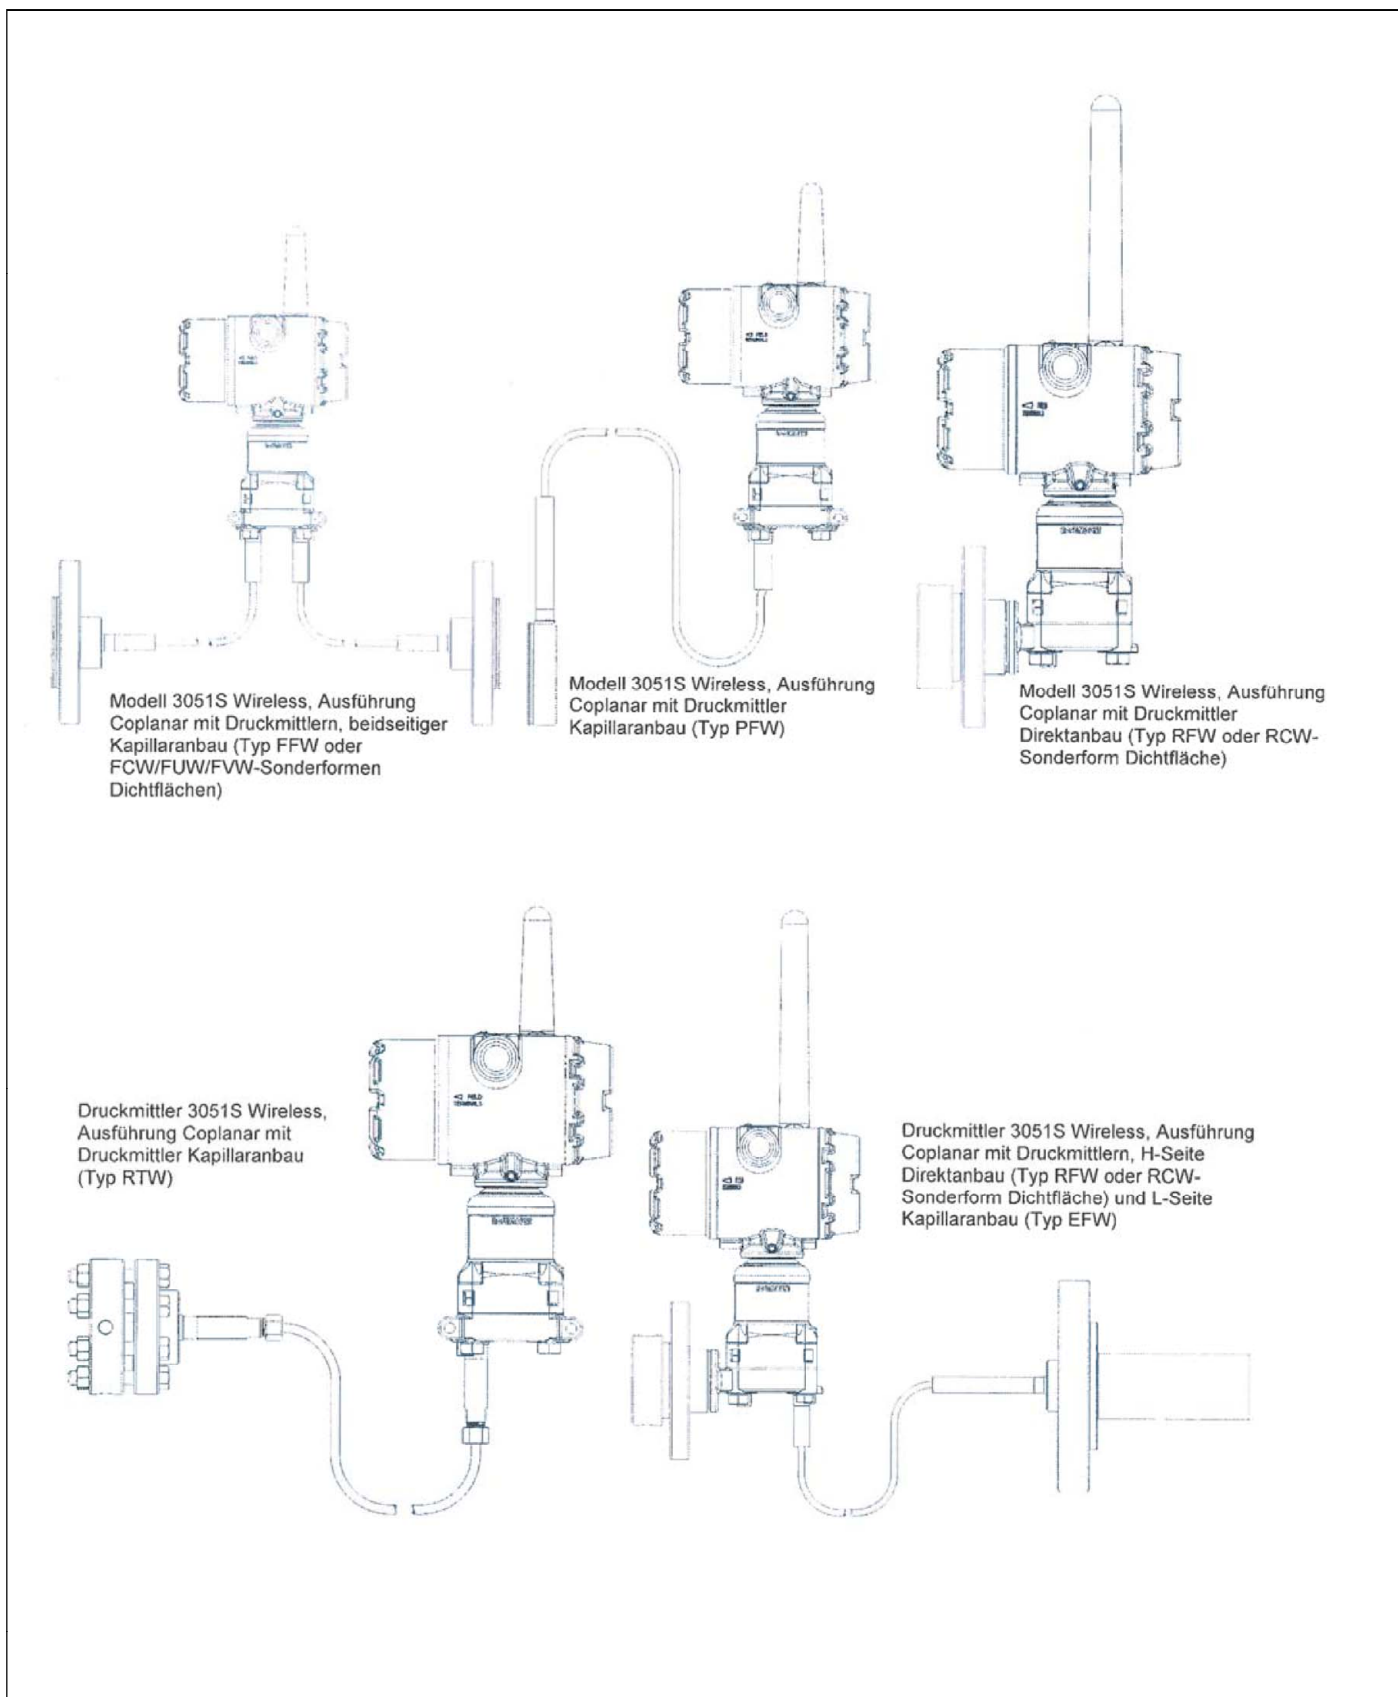 Modell 3051S Wireless, Ausführung
Coplanar mit Druckmittlern, beidseitiger
Kapillaranbau (Typ FFW oder
FCW/FUW/FVW-Sonderformen
Dichtflächen)
Modell 3051S Wireless, Ausführung
Coplanar mit Druckmittler
Kapillaranbau (Typ PFW)
Modell 3051S Wireless, Ausführung
Coplanar mit Druckmittler
Direktanbau (Typ RFW oder RCW-
Sonderform Dichtfläche)
Druckmittler 3051S Wireless,
Ausführung Coplanar mit
Druckmittler Kapillaranbau
(Typ RTW)
FIELD
TERMINALS
Druckmittler 3051S Wireless, Ausführung
Coplanar mit Druckmittlern, H-Seite
Direktanbau (Typ RFW oder RCW-
Sonderform Dichtfläche) und L-Seite
Kapillaranbau (Typ EFW)